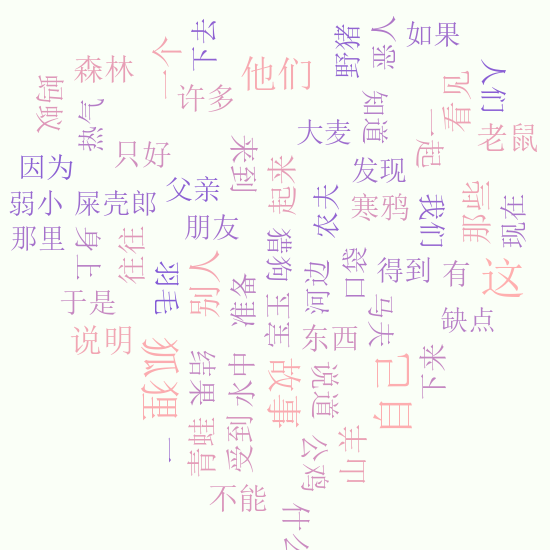 下去
一个
野猪
恶人
如果
森林
他们
人们
看见
蚂蚁
许多
热气
知道
一起
老鼠
大麦
只好
来到
因为
发现
起来
父亲
弱小
屎壳郎
农夫
寒鸦
我们
那些
现在
朋友
那里
身上
往往
猎狗
河边
口袋
得到
有
这
羽毛
别人
准备
于是
宝玉
马夫
缺点
说明
东西
狐狸
结果
水中
故事
说道
自己
下来
一
青蛙
受到
公鸡
山羊
不能
什么